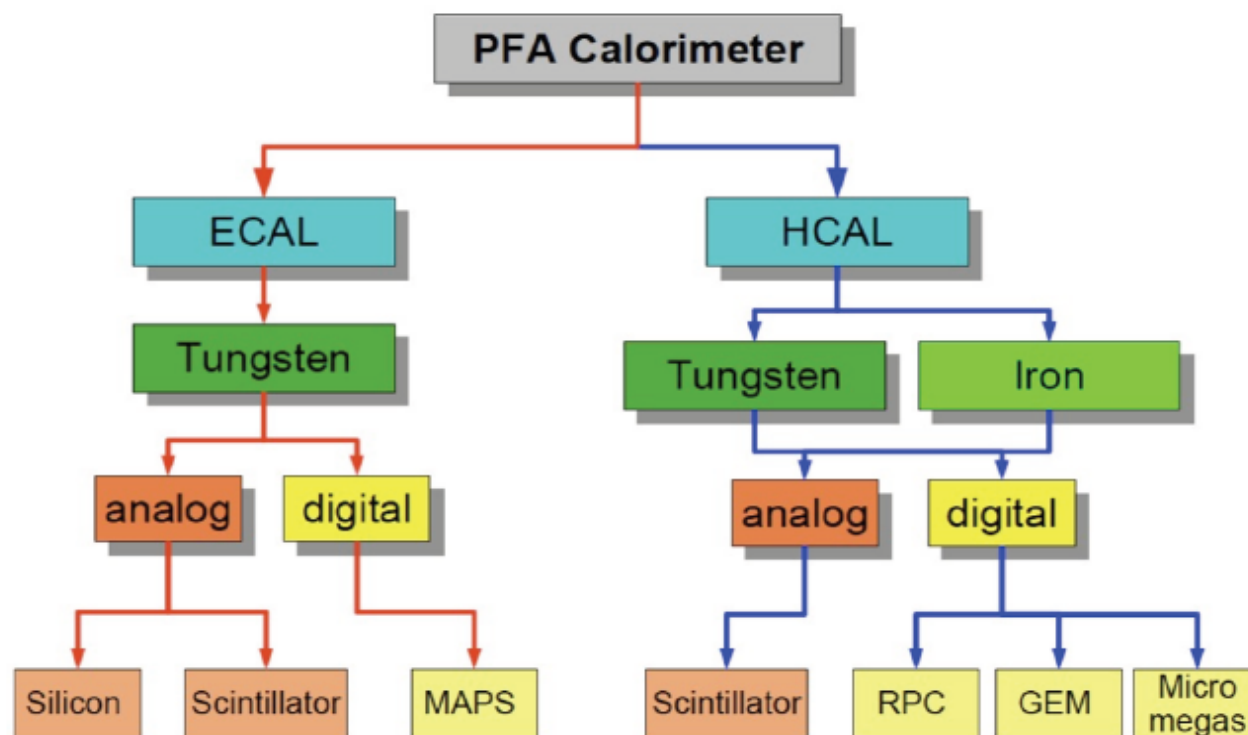 PFA Calorimeter
ECAL
HCAL
Tungsten
Tungsten
Iron
analog
digital
analog
digital
Silicon
Scintillator
MAPS
Scintillator
RPC
GEM
Micro
megas